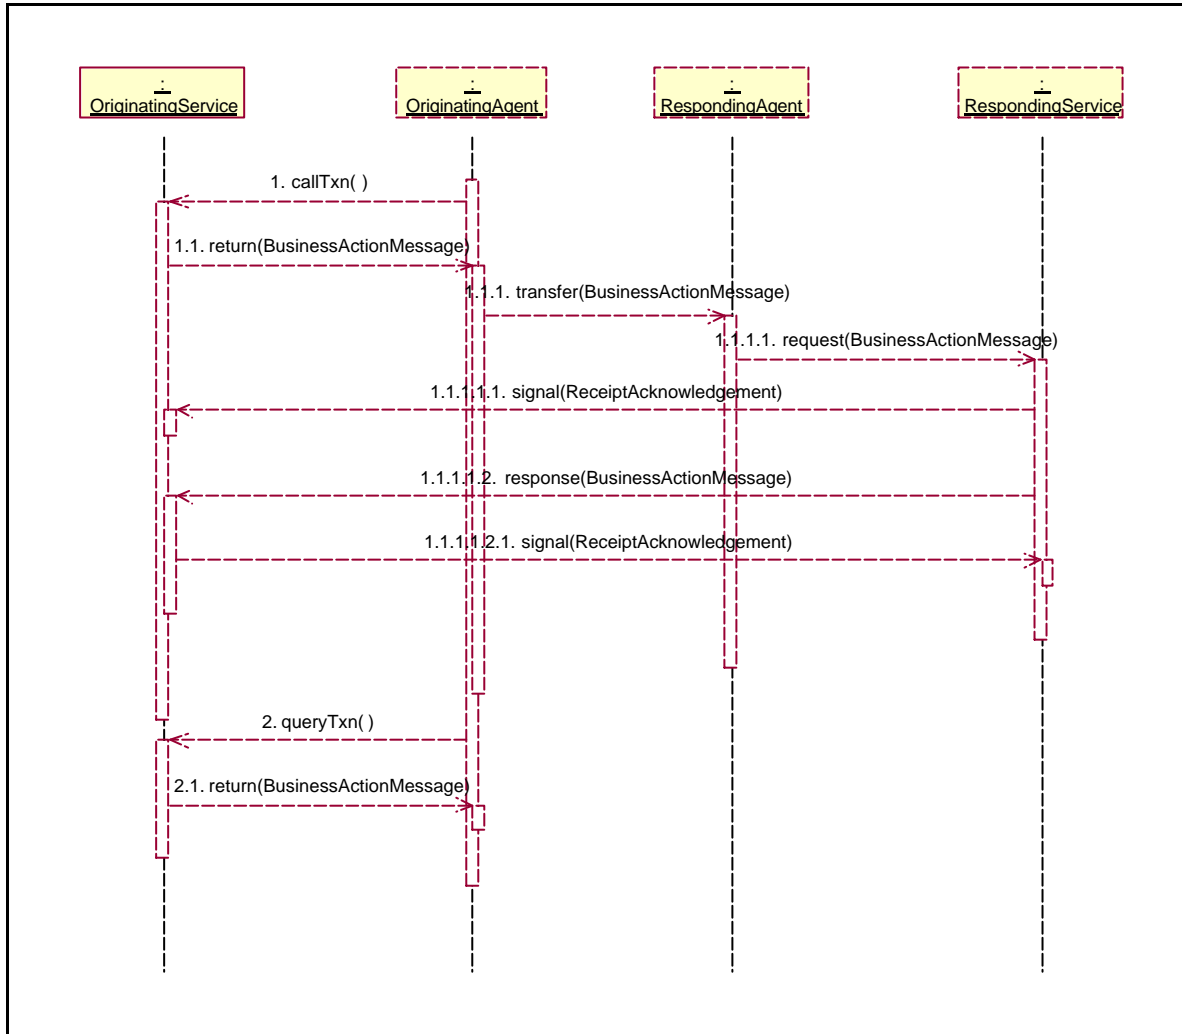 :
OriginatingService
:
OriginatingAgent
:
RespondingAgent
:
RespondingService
1. callTxn( )
1.1. return(BusinessActionMessage)
1.1.1. transfer(BusinessActionMessage)
1.1.1.1. request(BusinessActionMessage)
1.1.1.1.1. signal(ReceiptAcknowledgement)
1.1.1.1.2. response(BusinessActionMessage)
1.1.1.1.2.1. signal(ReceiptAcknowledgement)
2. queryTxn( )
2.1. return(BusinessActionMessage)